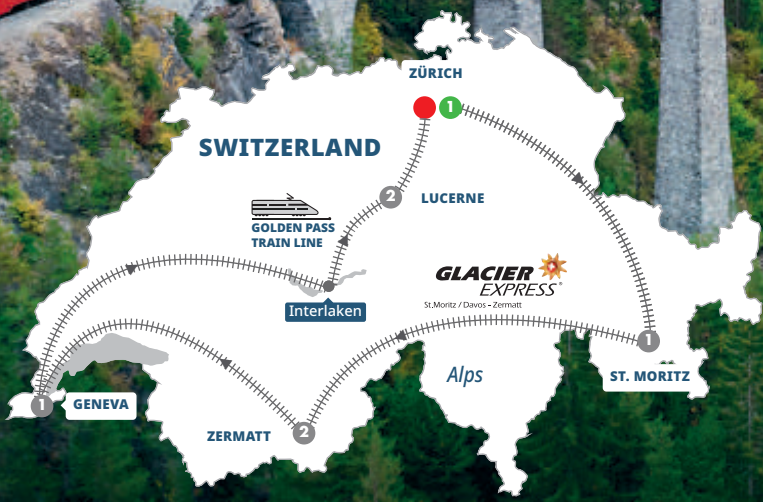 ZÜRICH
1
SWITZERLAND
2
LUCERNE
GOLDEN PASS
TRAIN LINE
GLACIER
EXPRESS®
St.Moritz / Davos - Zermatt
Interlaken
1
Alps
ST. MORITZ
1
GENEVA
ZERMATT
2